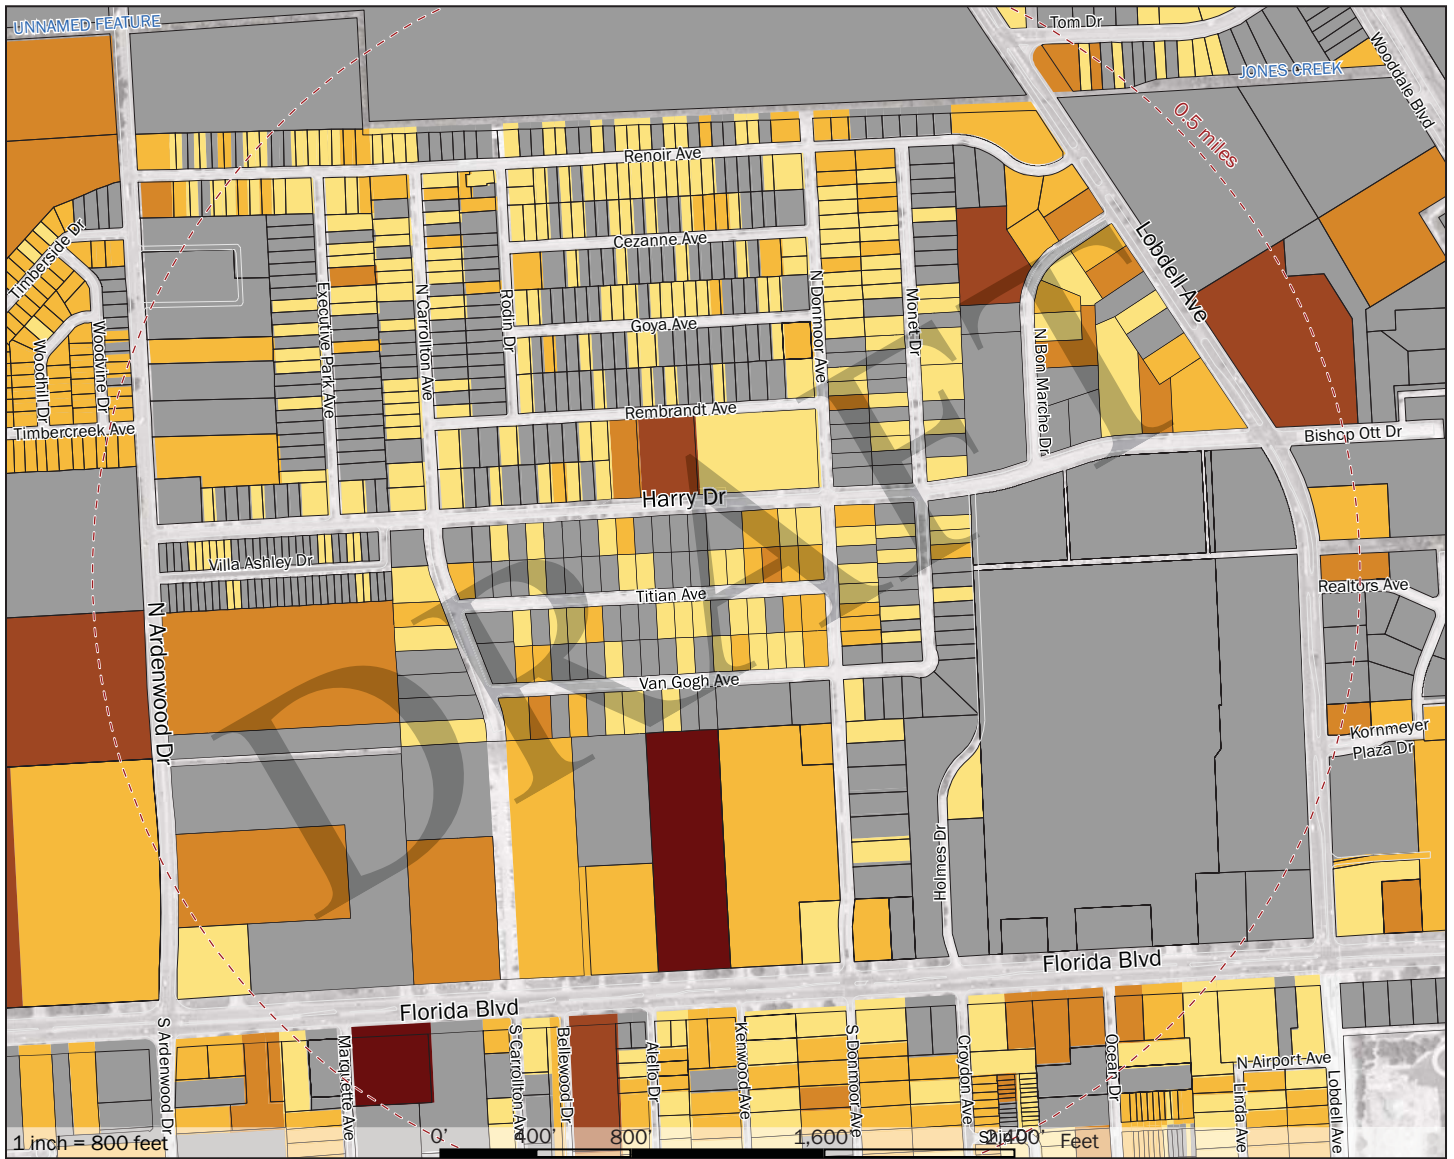 UNNAMED FEATURE
Tom Dr
Wooddale Blvd
JONES CREEK
0.5 miles
Renoir Ave
Timberside Dr
Cezanne Ave
Lobdell Ave
Executive Park Ave
N Carrollton Ave
Rodin Dr
N Donmoor Ave
Monet Dr
Goya Ave
Woodvine Dr
Woodhill Dr
N Bon Marche Dr
Rembrandt Ave
Timbercreek Ave
Bishop Ott Dr
Harry Dr
Villa Ashley Dr
DRAFT
Realtors Ave
Titian Ave
N Ardenwood Dr
Van Gogh Ave
Kornmeyer
Plaza Dr
Holmes Dr
Florida Blvd
Florida Blvd
S Ardenwood Dr
Marquette Ave
S Carrollton Ave
Bellewood Dr
Alello Dr
Kenwood Ave
S Donmoor Ave
Croydon Ave
Ocean Dr
N Airport Ave
Linda Ave
Lobdell Ave
1 inch = 800 feet
0' 400' 800' 1,600' 2,400' Feet